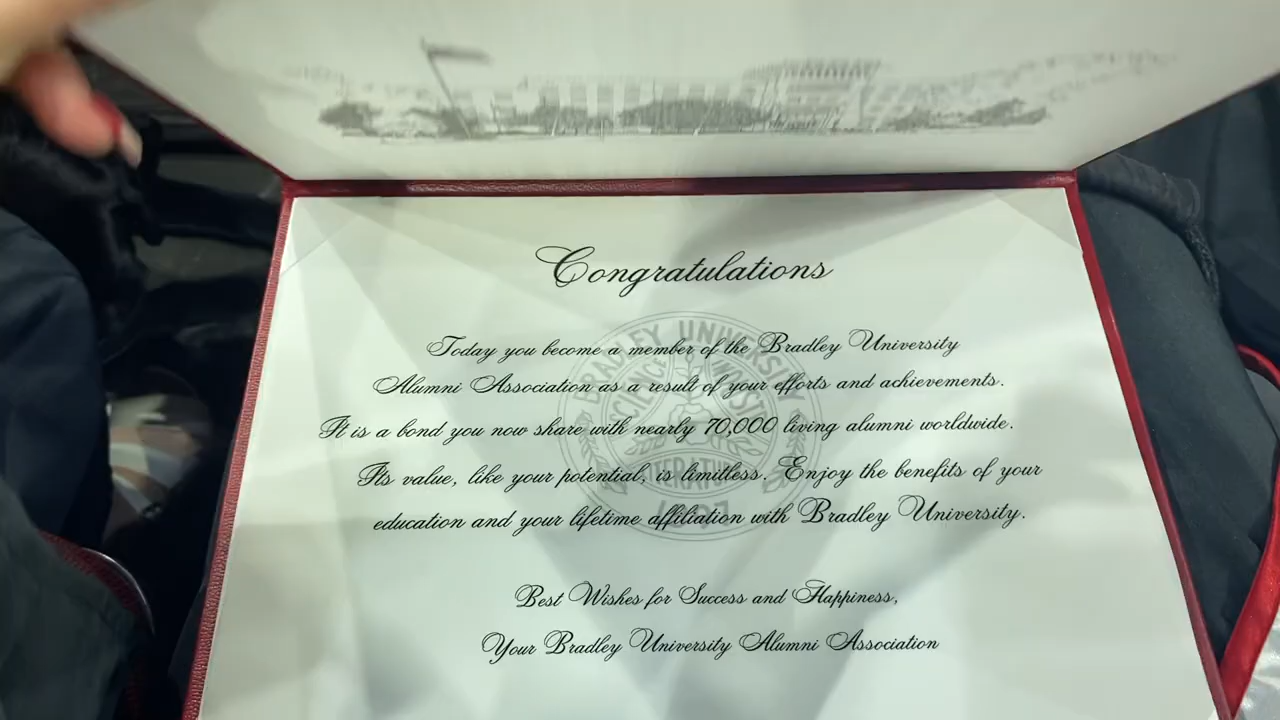 Congratulations
Today you become a member of the Bradley University
Alumni Association as a result of your efforts and achievements.
It is a bond you now share with nearly 70,000 living alumni worldwide.
Its value, like your potential, is limitless. Enjoy the benefits of your
education and your lifetime affiliation with Bradley University.
Best Wishes for Success and Happiness,
Your Bradley University Alumni Association
BRADLEY UNIVERSITY
1897